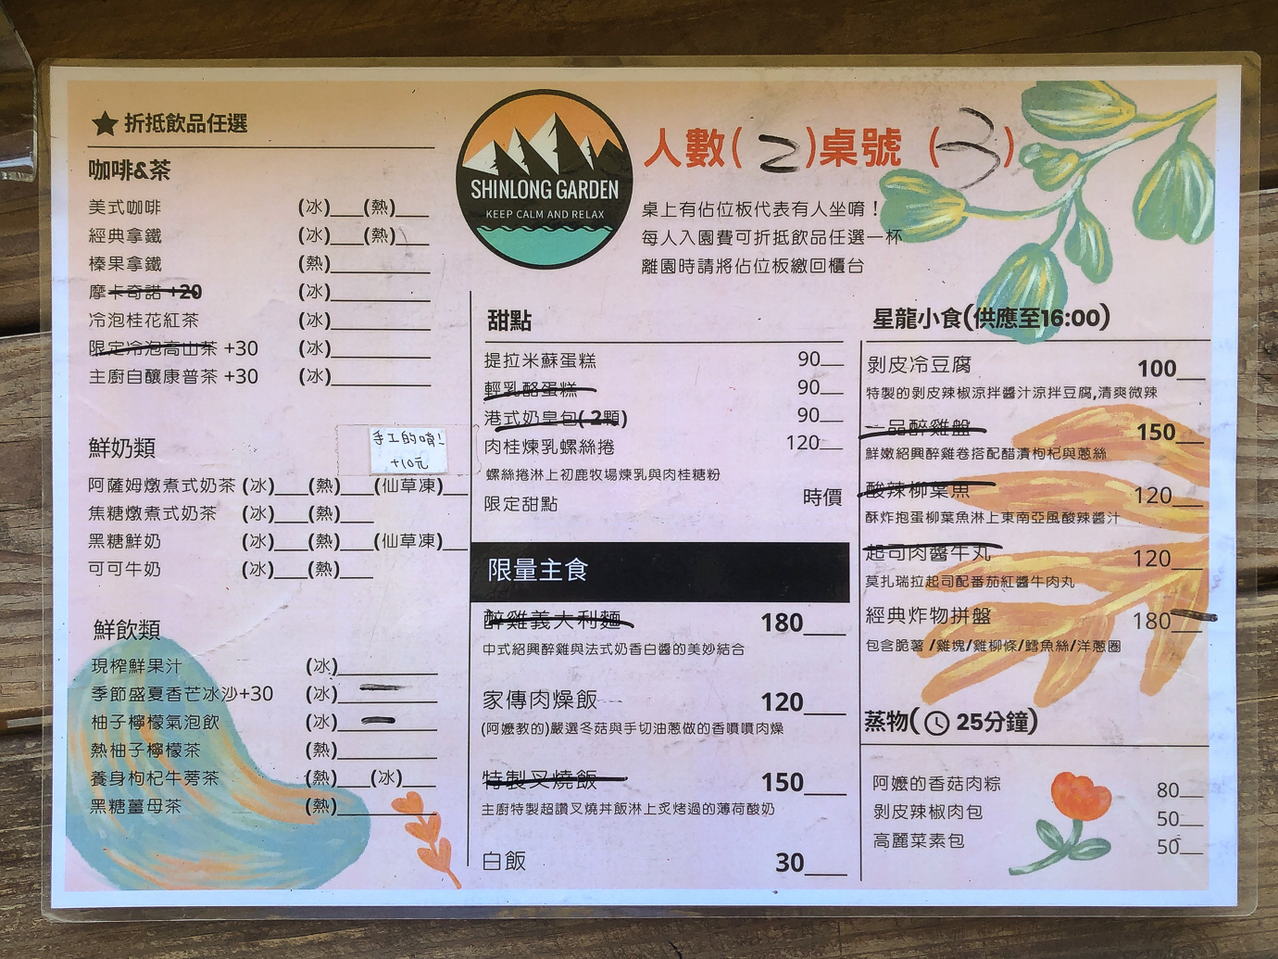 ★折抵飲品任選
咖啡&茶
美式咖啡 (冰)___(熱)___
經典拿鐵 (冰)___(熱)___
榛果拿鐵 (熱)___
摩卡奇諾 +20 (冰)___
冷泡桂花紅茶 (冰)___
限定冷泡高山茶 +30 (冰)___
主廚自釀康普茶 +30 (冰)___
鮮奶類
手工的唷!
+10元
阿薩姆燉煮式奶茶 (冰)___(熱)___(仙草凍)___
焦糖燉煮式奶茶 (冰)___(熱)___
黑糖鮮奶 (冰)___(熱)___(仙草凍)___
可可牛奶 (冰)___(熱)___
鮮飲類
現榨鮮果汁 (冰)___
季節盛夏香芒冰沙+30 (冰)___
柚子檸檬氣泡飲 (冰)___
熱柚子檸檬茶 (熱)___
養身枸杞牛蒡茶 (熱)___(冰)___
黑糖薑母茶 (熱)___
SHINLONG GARDEN
KEEP CALM AND RELAX
人數(2)桌號 (3)
桌上有佔位板代表有人坐唷！
每人入園費可折抵飲品任選一杯
離園時請將佔位板繳回櫃台
甜點
提拉米蘇蛋糕 90___
輕乳酪蛋糕 90___
港式奶皇包(2顆) 90___
肉桂煉乳螺絲捲 120___
螺絲捲淋上初鹿牧場煉乳與肉桂糖粉
限定甜點 時價
限量主食
醉雞義大利麵 180___
中式紹興醉雞與法式奶香白醬的美妙結合
家傳肉燥飯 120___
(阿嬤教的)嚴選冬菇與手切油蔥做的香噴噴肉燥
特製叉燒飯 150___
主廚特製超讚叉燒丼飯淋上炙烤過的薄荷酸奶
白飯 30___
星龍小食(供應至16:00)
剝皮冷豆腐 100___
特製的剝皮辣椒涼拌醬汁涼拌豆腐,清爽微辣
一品醉雞盤 150___
鮮嫩紹興醉雞卷搭配醋漬枸杞與蔥絲
酸辣柳葉魚 120___
酥炸抱蛋柳葉魚淋上東南亞風酸辣醬汁
起司肉醬牛丸 120___
莫扎瑞拉起司配番茄紅醬牛肉丸
經典炸物拼盤 180___
包含脆薯 /雞塊/雞柳條/鱈魚絲/洋蔥圈
蒸物(25分鐘)
阿嬤的香菇肉粽 80___
剝皮辣椒肉包 50___
高麗菜素包 50___